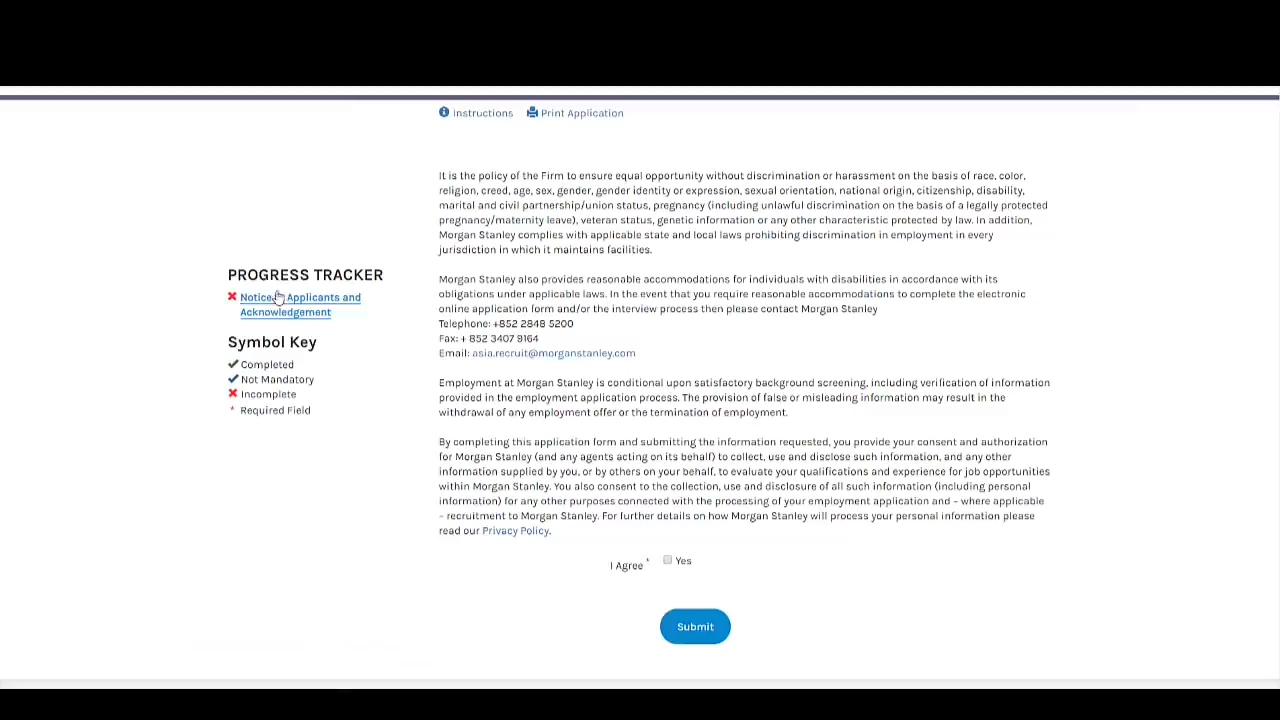 Instructions Print Application
It is the policy of the Firm to ensure equal opportunity without discrimination or harassment on the basis of race, color,
religion, creed, age, sex, gender, gender identity or expression, sexual orientation, national origin, citizenship, disability,
marital and civil partnership/union status, pregnancy (including unlawful discrimination on the basis of a legally protected
pregnancy/maternity leave), veteran status, genetic information or any other characteristic protected by law. In addition,
Morgan Stanley complies with applicable state and local laws prohibiting discrimination in employment in every
jurisdiction in which it maintains facilities.
PROGRESS TRACKER
Notice Applicants and
Acknowledgement
Symbol Key
Completed
Not Mandatory
Incomplete
* Required Field
Morgan Stanley also provides reasonable accommodations for individuals with disabilities in accordance with its
obligations under applicable laws. In the event that you require reasonable accommodations to complete the electronic
online application form and/or the interview process then please contact Morgan Stanley
Telephone: +852 2848 5200
Fax: + 852 3407 9164
Email: asia.recruit@morganstanley.com
Employment at Morgan Stanley is conditional upon satisfactory background screening, including verification of information
provided in the employment application process. The provision of false or misleading information may result in the
withdrawal of any employment offer or the termination of employment.
By completing this application form and submitting the information requested, you provide your consent and authorization
for Morgan Stanley (and any agents acting on its behalf) to collect, use and disclose such information, and any other
information supplied by you, or by others on your behalf, to evaluate your qualifications and experience for job opportunities
within Morgan Stanley. You also consent to the collection, use and disclosure of all such information (including personal
information) for any other purposes connected with the processing of your employment application and – where applicable
– recruitment to Morgan Stanley. For further details on how Morgan Stanley will process your personal information please
read our Privacy Policy.
I Agree * Yes
Submit